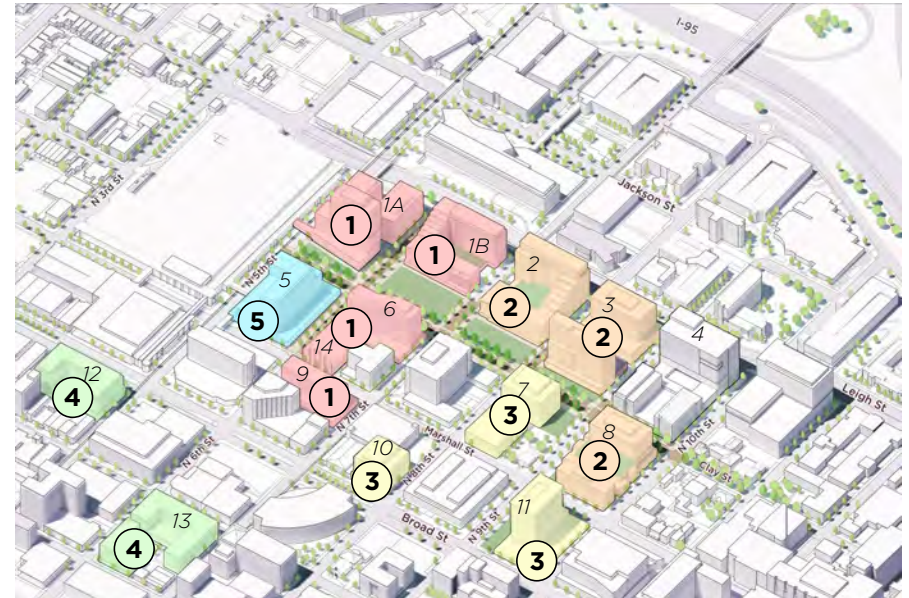 I-95
N 3rd St
Jackson St
1A
1
1B
1
N 5th St
5
5
2
2
3
2
4
6
1
14
9
1
N 7th St
12
4
N 6th St
Marshall St
7
3
Leigh St
10
3
N 8th St
8
2
N 10th St
Clay St
11
3
Broad St
N 9th St
13
4